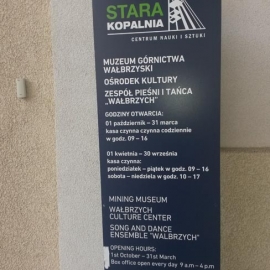 STARA
KOPALNIA
CENTRUM NAUKI I SZTUKI
MUZEUM GÓRNICTWA
WAŁBRZYSKI
OŚRODEK KULTURY
ZESPÓŁ PIEŚNI I TAŃCA
„WAŁBRZYCH”
GODZINY OTWARCIA:
01 październik – 31 marca
kasa czynna czynna codziennie
w godz. 09 – 16
01 kwietnia – 30 września
kasa czynna:
poniedziałek – piątek w godz. 09 – 16
sobota – niedziela w godz. 10 – 17
MINING MUSEUM
WAŁBRZYCH
CULTURE CENTER
SONG AND DANCE
ENSEMBLE "WALBRZYCH"
OPENING HOURS:
1st October – 31st March
Box office open every day 9 a.m – 4 p.m